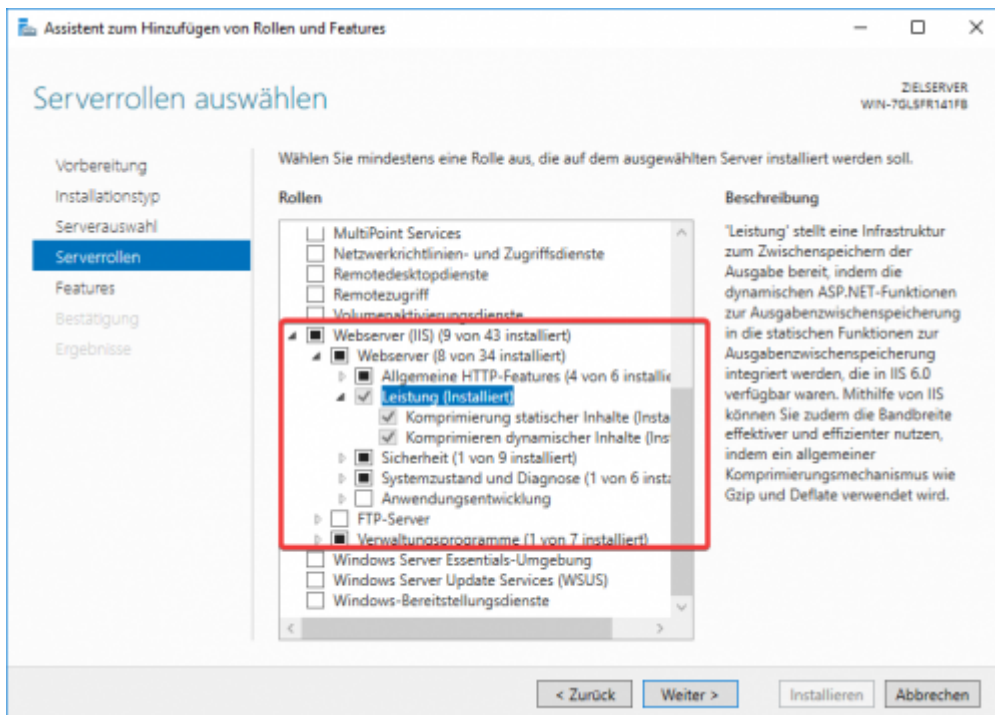 Assistent zum Hinzufügen von Rollen und Features
Serverrollen auswählen
ZIELSERVER
WIN-7GLSFR141FB
Vorbereitung
Installationstyp
Serverauswahl
Serverrollen
Features
Bestätigung
Ergebnisse
Wählen Sie mindestens eine Rolle aus, die auf dem ausgewählten Server installiert werden soll.
Rollen
MultiPoint Services
Netzwerkrichtlinien- und Zugriffsdienste
Remotedesktopdienste
Remotezugriff
Volumenaktivierungsdienste
Webserver (IIS) (9 von 43 installiert)
Webserver (8 von 34 installiert)
Allgemeine HTTP-Features (4 von 6 installie
Leistung (Installiert)
Komprimierung statischer Inhalte (Insta
Komprimieren dynamischer Inhalte (Ins
Sicherheit (1 von 9 installiert)
Systemzustand und Diagnose (1 von 6 insta
Anwendungsentwicklung
FTP-Server
Verwaltungsprogramme (1 von 7 installiert)
Windows Server Essentials-Umgebung
Windows Server Update Services (WSUS)
Windows-Bereitstellungsdienste
Beschreibung
'Leistung' stellt eine Infrastruktur
zum Zwischenspeichern der
Ausgabe bereit, indem die
dynamischen ASP.NET-Funktionen
zur Ausgabenzwischenspeicherung
in die statischen Funktionen zur
Ausgabenzwischenspeicherung
integriert werden, die in IIS 6.0
verfügbar waren. Mithilfe von IIS
können Sie zudem die Bandbreite
effektiver und effizienter nutzen,
indem ein allgemeiner
Komprimierungsmechanismus wie
Gzip und Deflate verwendet wird.
< Zurück
Weiter >
Installieren
Abbrechen